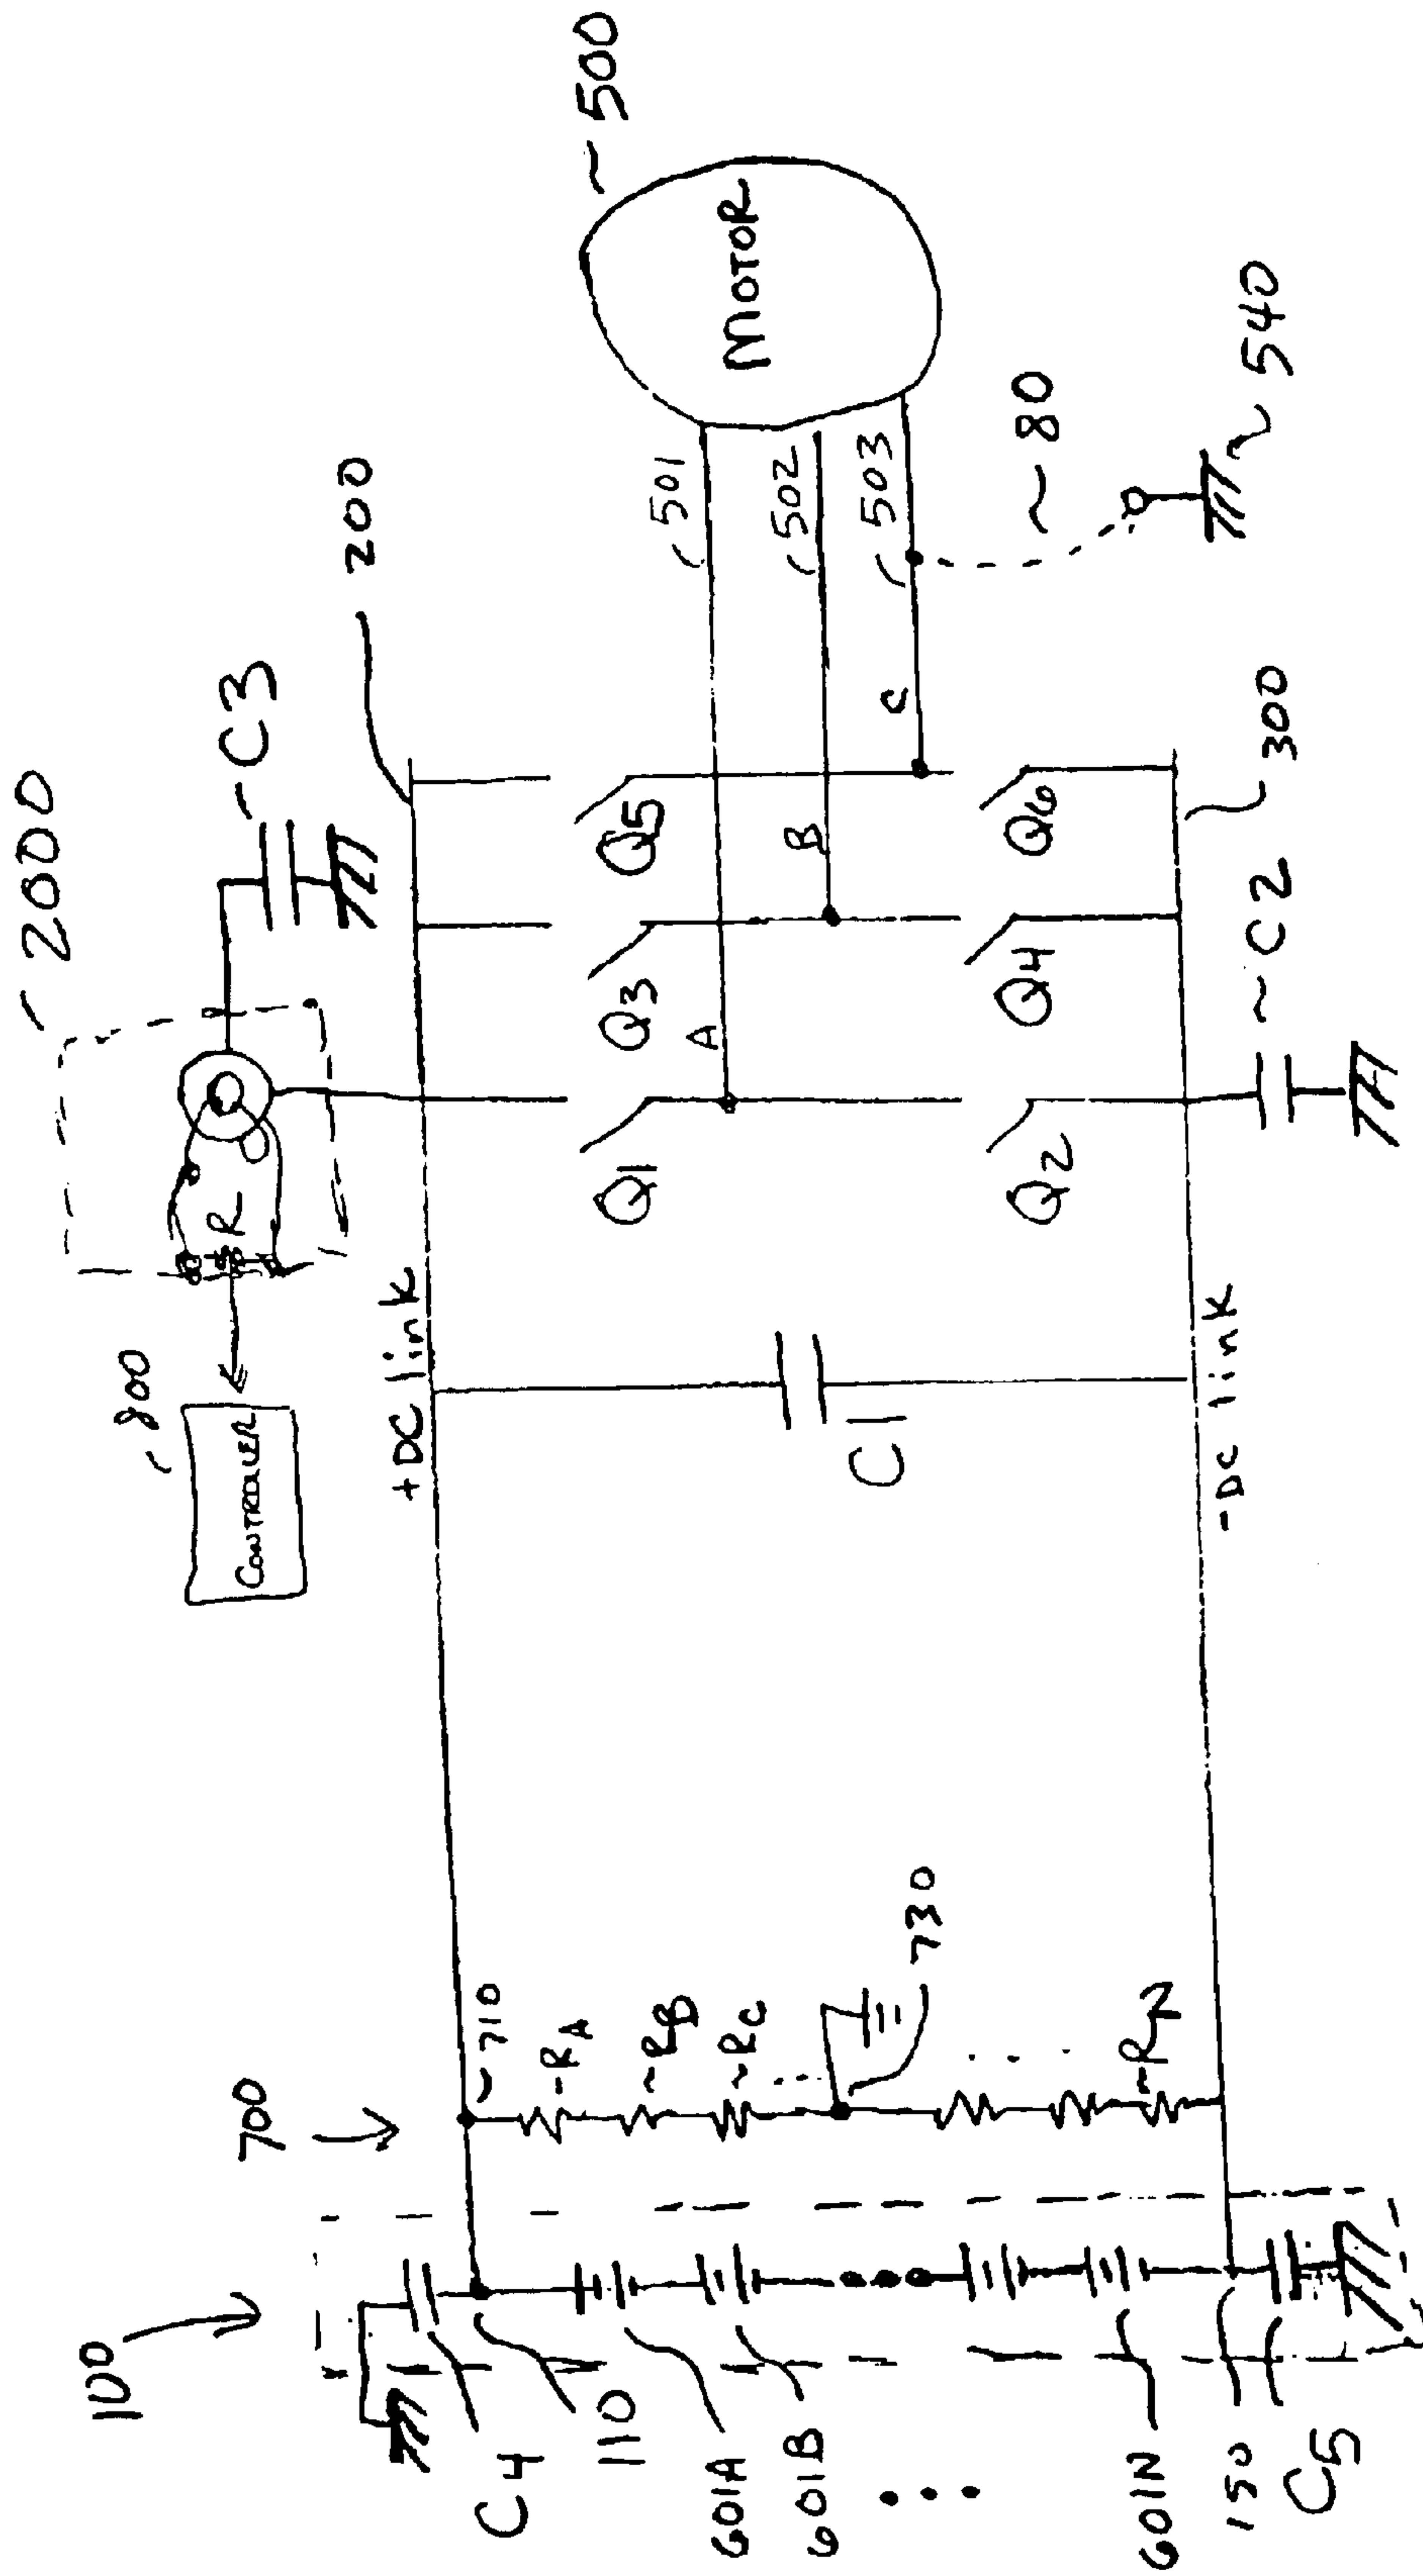 2000
C3
200
500
800
CONTROLLER
R
+DC link
Q1
Q3
Q5
A
B
C
501
502
503
MOTOR
80
540
C1
Q2
Q4
Q6
-DC link
C2
300
100
700
710
RA
RB
RC
730
RZ
C4
110
601A
601B
601N
150
C5